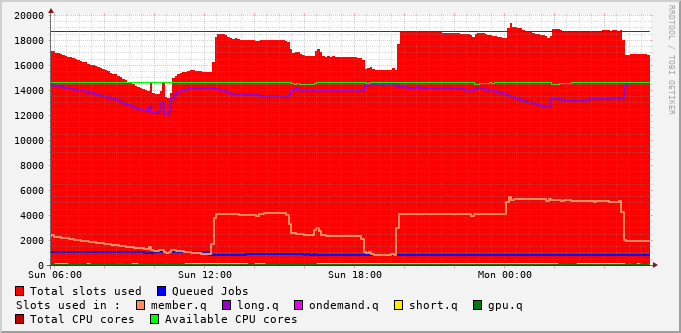 20000
18000
16000
14000
12000
10000
8000
6000
4000
2000
0
Sun 06:00 Sun 12:00 Sun 18:00 Mon 00:00
RRDTOOL / TOBI OETIKER
Total slots used Queued Jobs
Slots used in : member.q long.q ondemand.q short.q gpu.q
Total CPU cores Available CPU cores